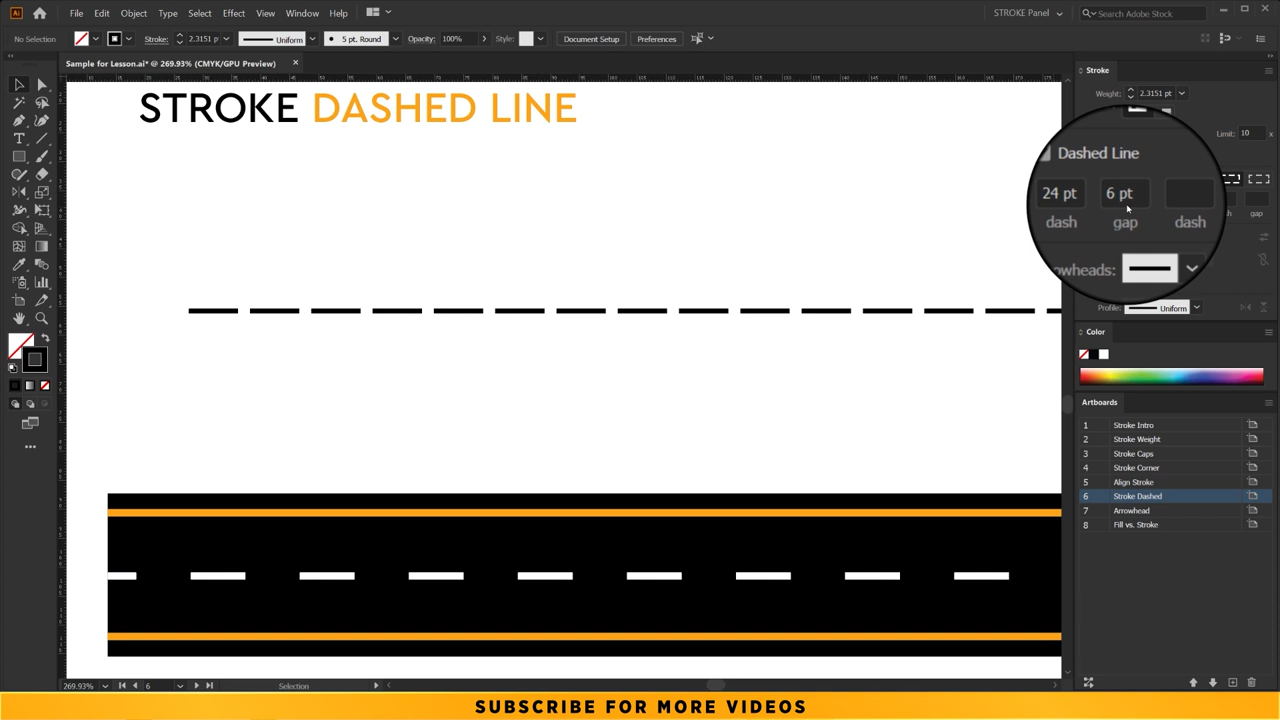 Ai File Edit Object Type Select Effect View Window Help STROKE Panel Search Adobe Stock
No Selection Stroke: 2.3151 pt Uniform 5 pt. Round Opacity: 100% Style: Document Setup Preferences
Sample for Lesson.ai* @ 269.93% (CMYK/GPU Preview)
STROKE DASHED LINE
Stroke
Weight: 2.3151 pt
Limit: 10 x
Dashed Line
24 pt 6 pt
dash gap dash gap
Profile: Uniform
Color
Artboards
1 Stroke Intro
2 Stroke Weight
3 Stroke Caps
4 Stroke Corner
5 Align Stroke
6 Stroke Dashed
7 Arrowhead
8 Fill vs. Stroke
269.93% 6 Selection
SUBSCRIBE FOR MORE VIDEOS